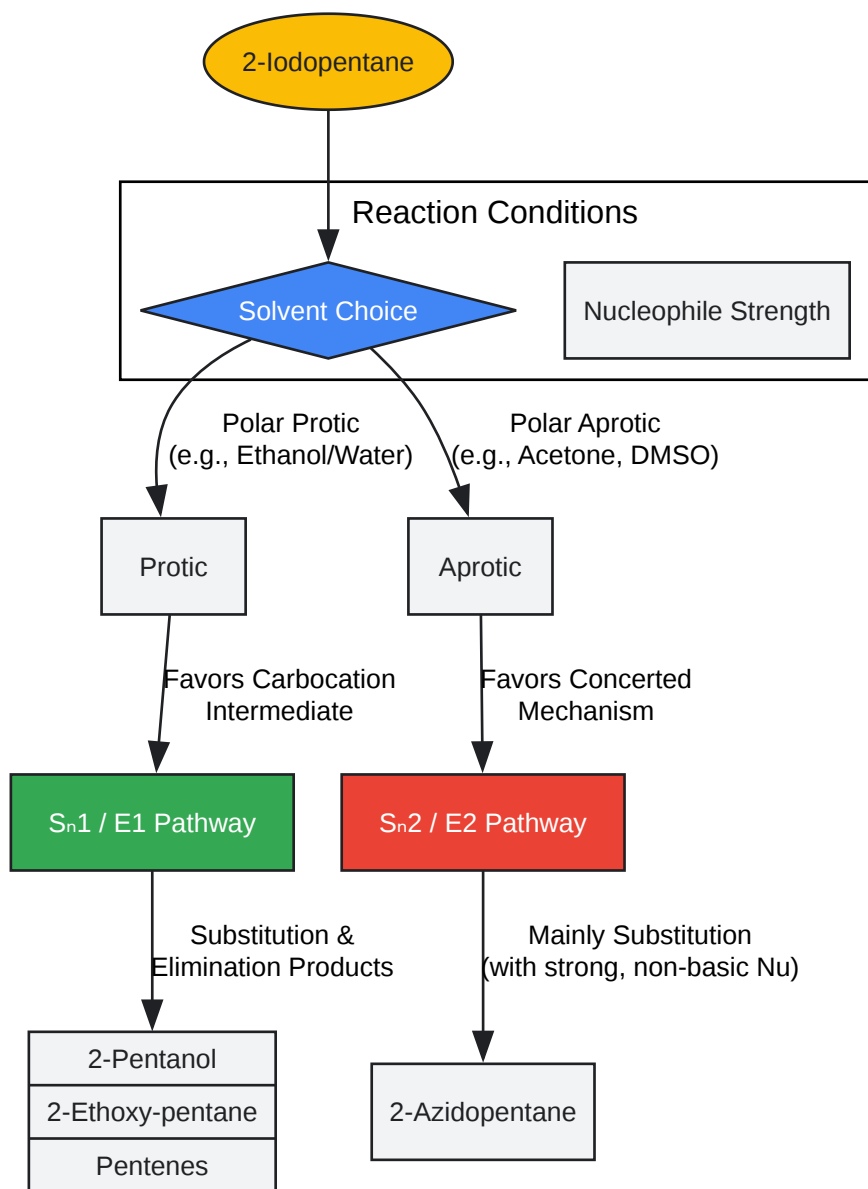 2-Iodopentane
Reaction Conditions
Solvent Choice
Nucleophile Strength
Polar Protic
(e.g., Ethanol/Water)
Polar Aprotic
(e.g., Acetone, DMSO)
Protic
Aprotic
Favors Carbocation
Intermediate
Favors Concerted
Mechanism
Sₙ1 / E1 Pathway
Sₙ2 / E2 Pathway
Substitution &
Elimination Products
Mainly Substitution
(with strong, non-basic Nu)
2-Pentanol
2-Ethoxy-pentane
Pentenes
2-Azidopentane